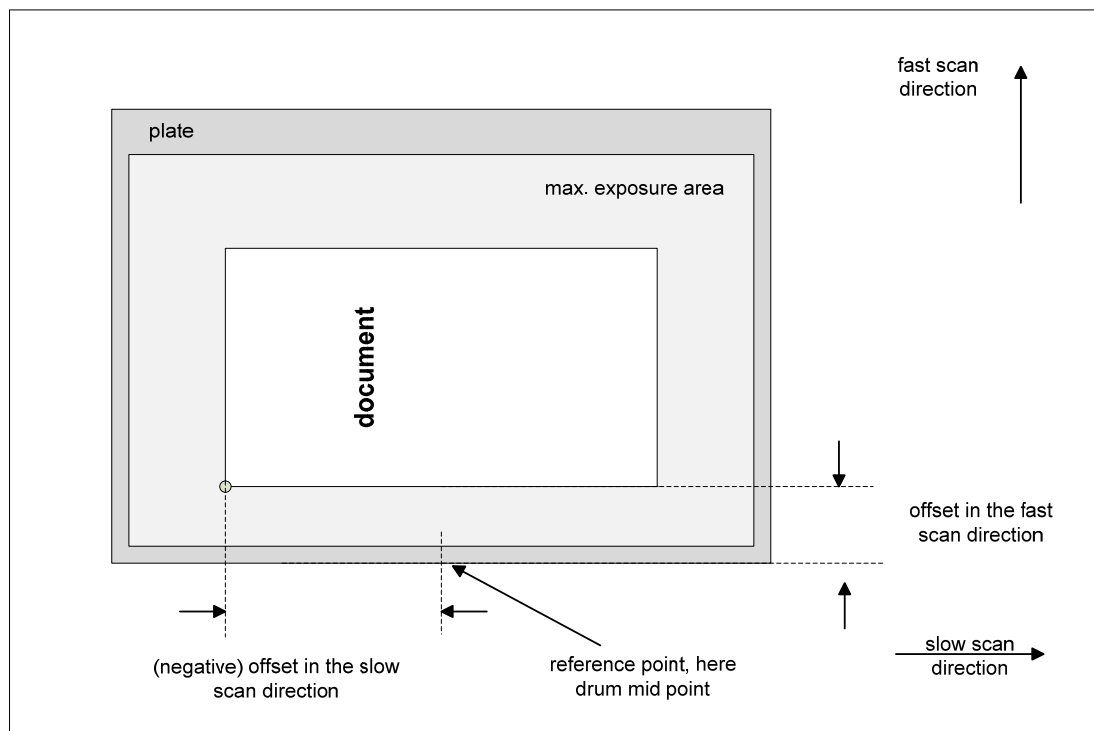 fast scan
direction
plate
max. exposure area
document
offset in the fast
scan direction
slow scan
direction
(negative) offset in the slow
scan direction
reference point, here
drum mid point